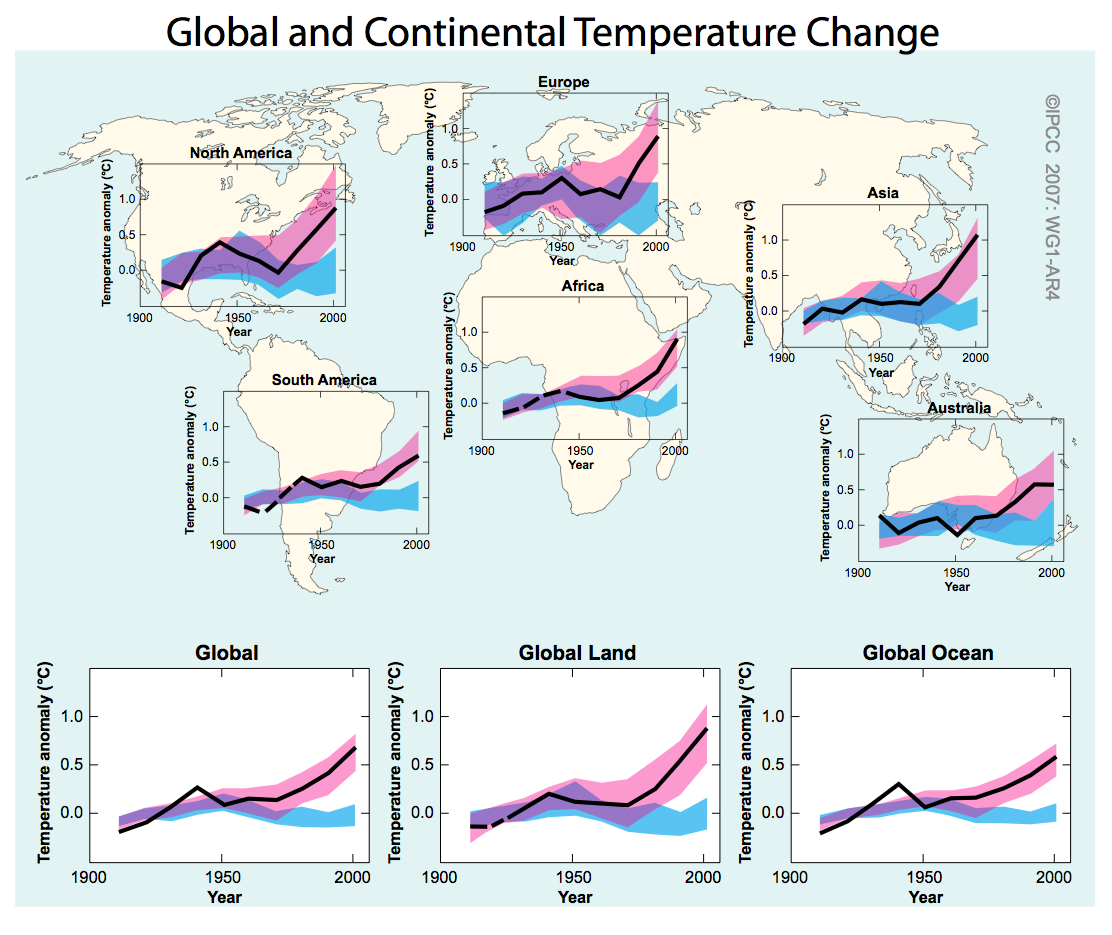 Global and Continental Temperature Change
©IPCC 2007: WG1-AR4
Europe
Temperature anomaly (°C)
1.0
0.5
0.0
1900 1950 2000
Year
North America
Temperature anomaly (°C)
1.0
0.5
0.0
1900 1950 2000
Year
Asia
Temperature anomaly (°C)
1.0
0.5
0.0
1900 1950 2000
Year
Africa
Temperature anomaly (°C)
1.0
0.5
0.0
1900 1950 2000
Year
South America
Temperature anomaly (°C)
1.0
0.5
0.0
1900 1950 2000
Year
Australia
Temperature anomaly (°C)
1.0
0.5
0.0
1900 1950 2000
Year
Global
Temperature anomaly (°C)
1.0
0.5
0.0
1900 1950 2000
Year
Global Land
Temperature anomaly (°C)
1.0
0.5
0.0
1900 1950 2000
Year
Global Ocean
Temperature anomaly (°C)
1.0
0.5
0.0
1900 1950 2000
Year